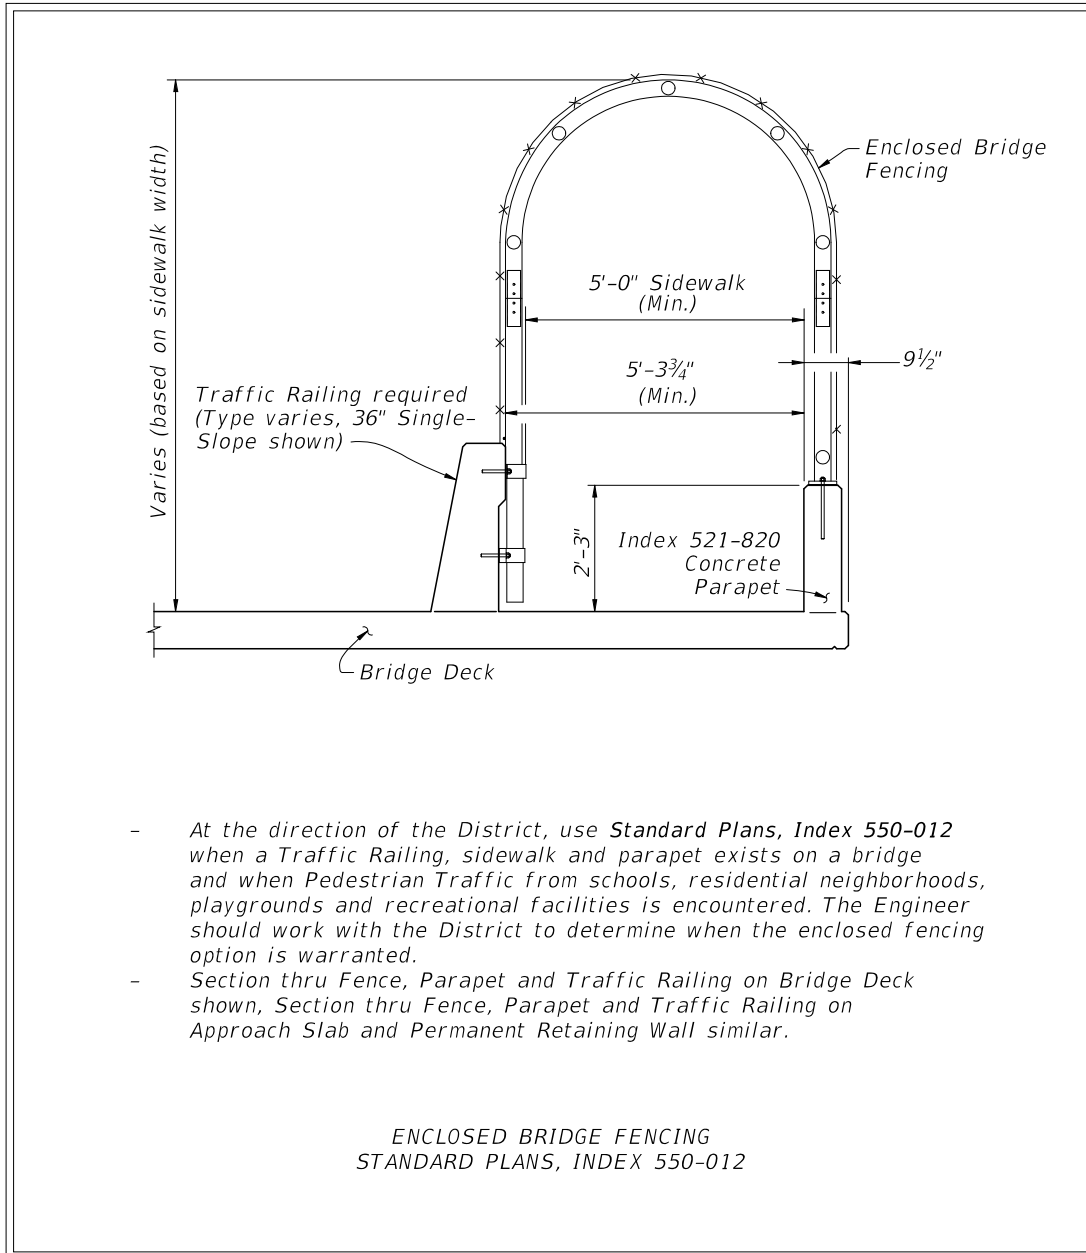 Varies (based on sidewalk width)
Enclosed Bridge
Fencing
5'-0" Sidewalk
(Min.)
5'-3¾"
(Min.)
9½"
Traffic Railing required
(Type varies, 36" Single-
Slope shown)
2'-3"
Index 521-820
Concrete
Parapet
Bridge Deck
- At the direction of the District, use Standard Plans, Index 550-012
when a Traffic Railing, sidewalk and parapet exists on a bridge
and when Pedestrian Traffic from schools, residential neighborhoods,
playgrounds and recreational facilities is encountered. The Engineer
should work with the District to determine when the enclosed fencing
option is warranted.
- Section thru Fence, Parapet and Traffic Railing on Bridge Deck
shown, Section thru Fence, Parapet and Traffic Railing on
Approach Slab and Permanent Retaining Wall similar.
ENCLOSED BRIDGE FENCING
STANDARD PLANS, INDEX 550-012